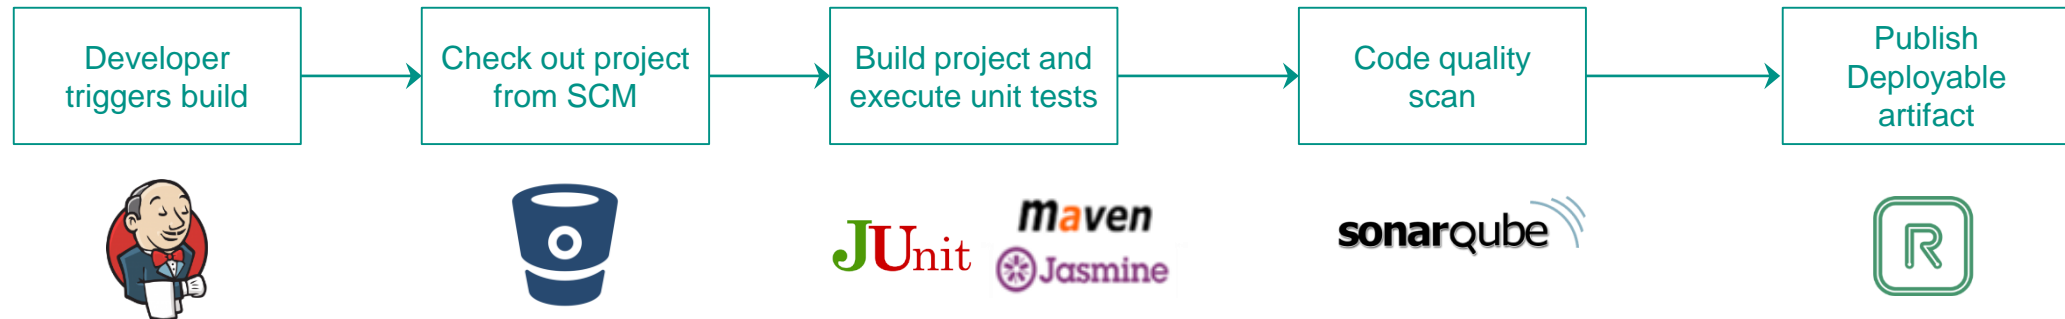 Developer
triggers build
Check out project
from SCM
Build project and
execute unit tests
Code quality
scan
Publish
Deployable
artifact
JUnit
maven
Jasmine
sonarqube
R